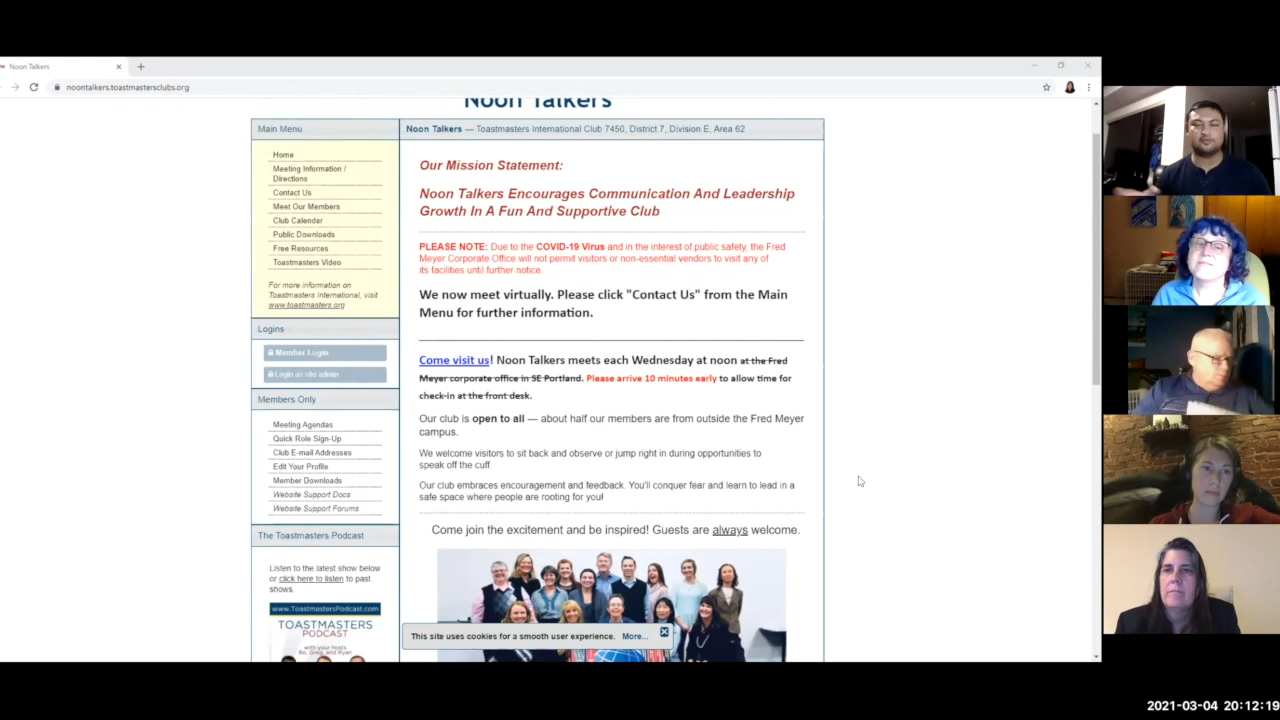 Noon Talkers
noontalkers.toastmastersclubs.org
Noon Talkers
Main Menu
Home
Meeting Information /
Directions
Contact Us
Meet Our Members
Club Calendar
Public Downloads
Free Resources
Toastmasters Video
For more information on
Toastmasters International, visit
www.toastmasters.org
Logins
Member Login
Login as site admin
Members Only
Meeting Agendas
Quick Role Sign-Up
Club E-mail Addresses
Edit Your Profile
Member Downloads
Website Support Docs
Website Support Forums
The Toastmasters Podcast
Listen to the latest show below
or click here to listen to past
shows.
www.ToastmastersPodcast.com
TOASTMASTERS
PODCAST
with your hosts
Bo, Greg, and Ryan
Noon Talkers — Toastmasters International Club 7450, District 7, Division E, Area 62
Our Mission Statement:
Noon Talkers Encourages Communication And Leadership
Growth In A Fun And Supportive Club
PLEASE NOTE: Due to the COVID-19 Virus and in the interest of public safety, the Fred
Meyer Corporate Office will not permit visitors or non-essential vendors to visit any of
its facilities until further notice.
We now meet virtually. Please click "Contact Us" from the Main
Menu for further information.
Come visit us! Noon Talkers meets each Wednesday at noon at the Fred
Meyer corporate office in SE Portland. Please arrive 10 minutes early to allow time for
check-in at the front desk.
Our club is open to all — about half our members are from outside the Fred Meyer
campus.
We welcome visitors to sit back and observe or jump right in during opportunities to
speak off the cuff.
Our club embraces encouragement and feedback. You'll conquer fear and learn to lead in a
safe space where people are rooting for you!
Come join the excitement and be inspired! Guests are always welcome.
This site uses cookies for a smooth user experience. More...
2021-03-04 20:12:19